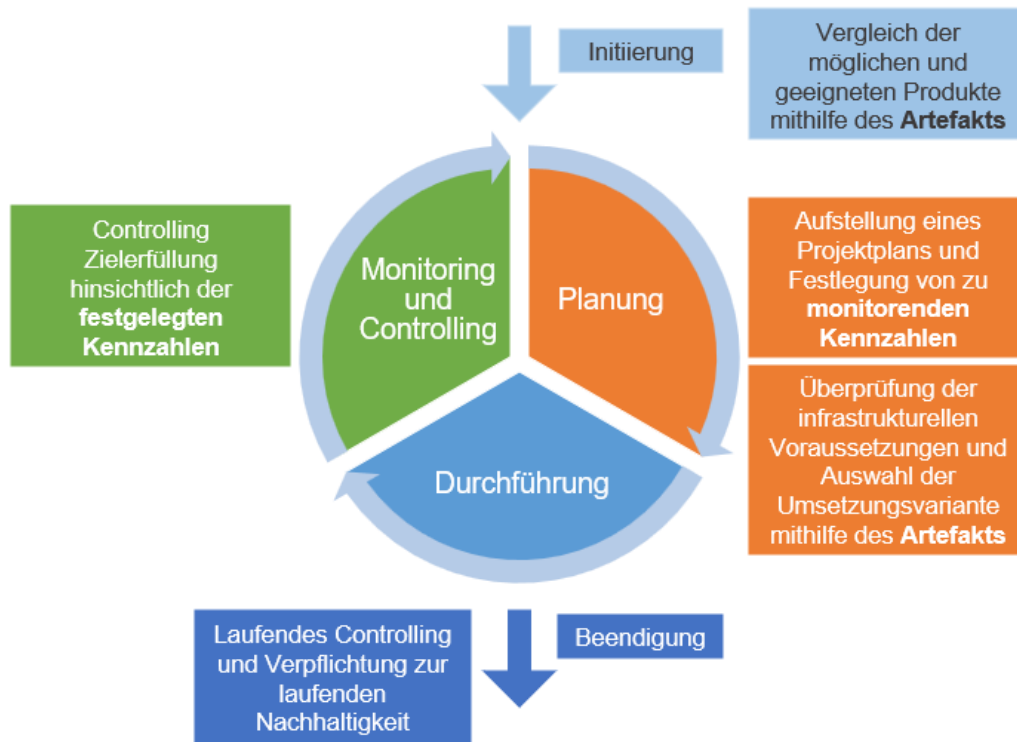 Initiierung
Vergleich der
möglichen und
geeigneten Produkte
mithilfe des Artefakts
Controlling
Zielerfüllung
hinsichtlich der
festgelegten
Kennzahlen
Monitoring
und
Controlling
Planung
Aufstellung eines
Projektplans und
Festlegung von zu
monitorenden
Kennzahlen
Überprüfung der
infrastrukturellen
Voraussetzungen und
Auswahl der
Umsetzungsvariante
mithilfe des Artefakts
Durchführung
Laufendes Controlling
und Verpflichtung zur
laufenden
Nachhaltigkeit
Beendigung